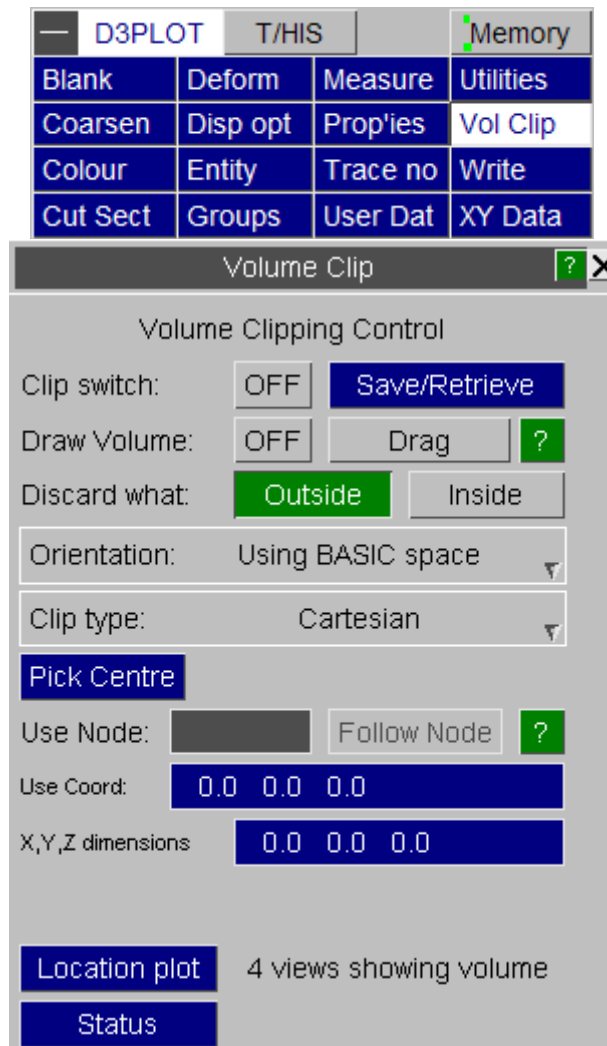 D3PLOT T/HIS Memory
Blank Deform Measure Utilities
Coarsen Disp opt Prop'ies Vol Clip
Colour Entity Trace no Write
Cut Sect Groups User Dat XY Data
Volume Clip ? X
Volume Clipping Control
Clip switch: OFF Save/Retrieve
Draw Volume: OFF Drag ?
Discard what: Outside Inside
Orientation: Using BASIC space
Clip type: Cartesian
Pick Centre
Use Node: Follow Node ?
Use Coord: 0.0 0.0 0.0
X,Y,Z dimensions 0.0 0.0 0.0
Location plot 4 views showing volume
Status